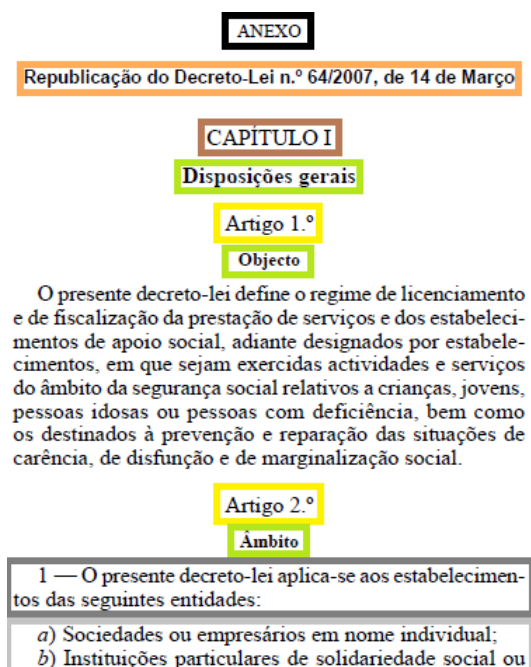 ANEXO
Republicação do Decreto-Lei n.º 64/2007, de 14 de Março
CAPÍTULO I
Disposições gerais
Artigo 1.º
Objecto
O presente decreto-lei define o regime de licenciamento
e de fiscalização da prestação de serviços e dos estabeleci-
mentos de apoio social, adiante designados por estabele-
cimentos, em que sejam exercidas actividades e serviços
do âmbito da segurança social relativos a crianças, jovens,
pessoas idosas ou pessoas com deficiência, bem como
os destinados à prevenção e reparação das situações de
carência, de disfunção e de marginalização social.
Artigo 2.º
Âmbito
1 — O presente decreto-lei aplica-se aos estabelecimen-
tos das seguintes entidades:
a) Sociedades ou empresários em nome individual;
b) Instituições particulares de solidariedade social ou